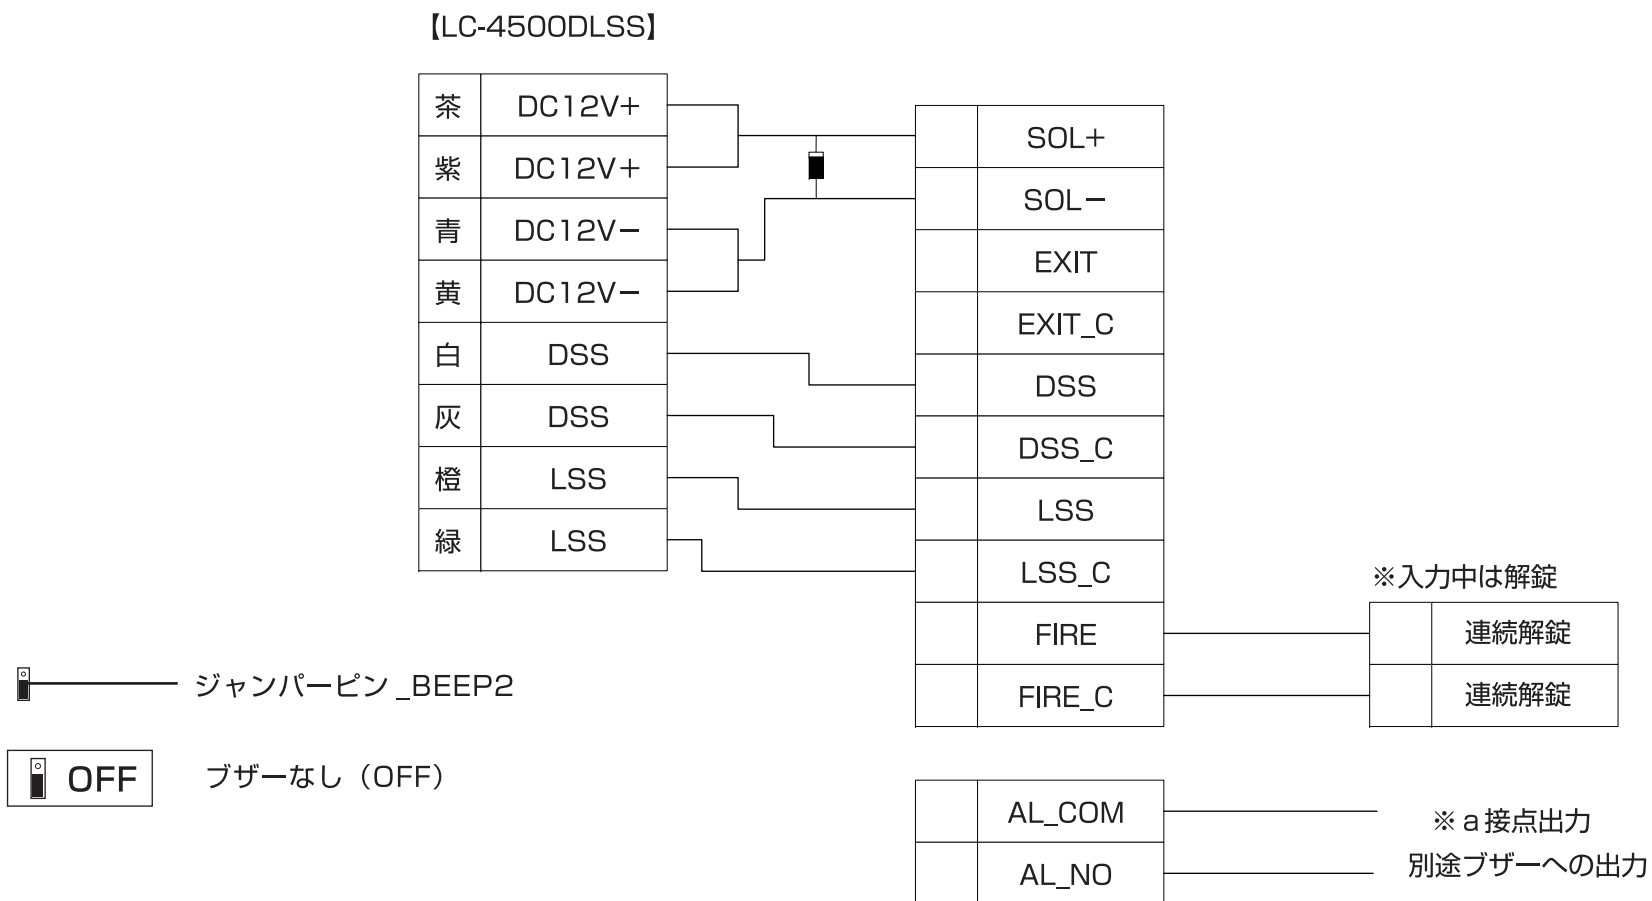 【LC-4500DLSS】
茶 DC12V+
紫 DC12V+
青 DC12V−
黄 DC12V−
白 DSS
灰 DSS
橙 LSS
緑 LSS
SOL+
SOL−
EXIT
EXIT_C
DSS
DSS_C
LSS
LSS_C
FIRE
FIRE_C
※入力中は解錠
連続解錠
連続解錠
ジャンパーピン _BEEP2
OFF ブザーなし（OFF）
AL_COM
AL_NO
※ a 接点出力
別途ブザーへの出力